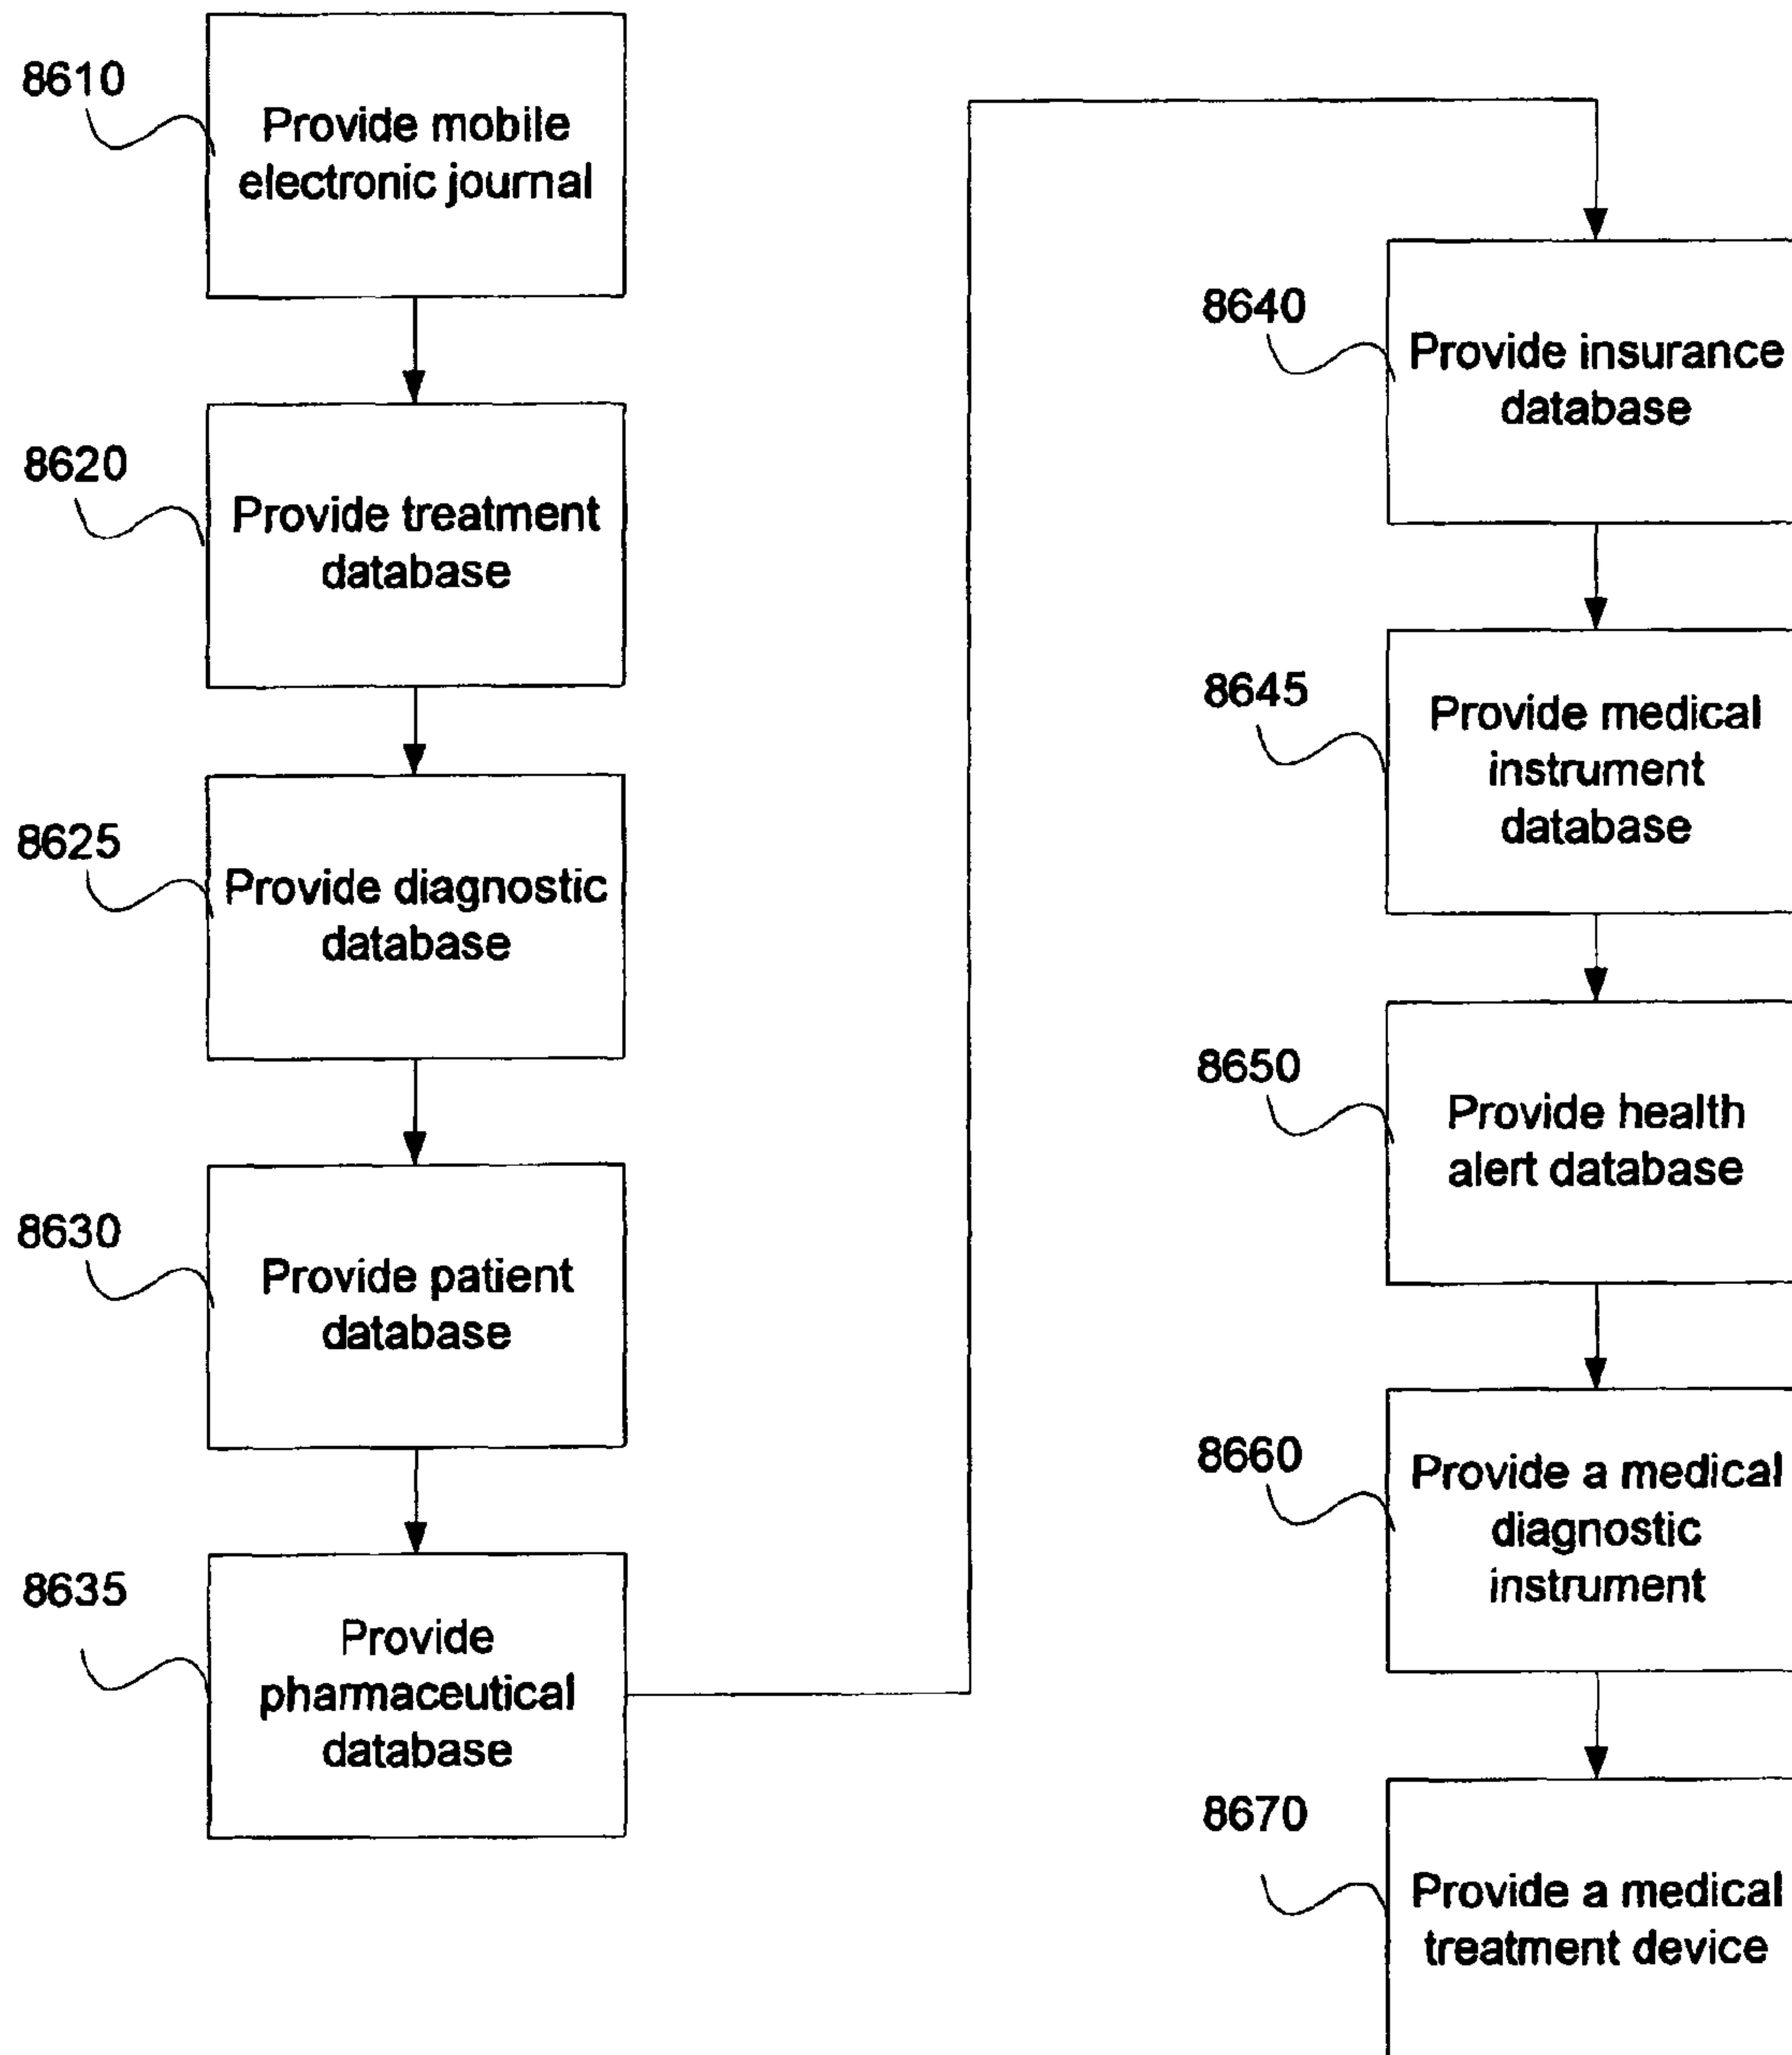 8610
Provide mobile
electronic journal
8620
Provide treatment
database
8625
Provide diagnostic
database
8630
Provide patient
database
8635
Provide
pharmaceutical
database
8640
Provide insurance
database
8645
Provide medical
instrument
database
8650
Provide health
alert database
8660
Provide a medical
diagnostic
instrument
8670
Provide a medical
treatment device